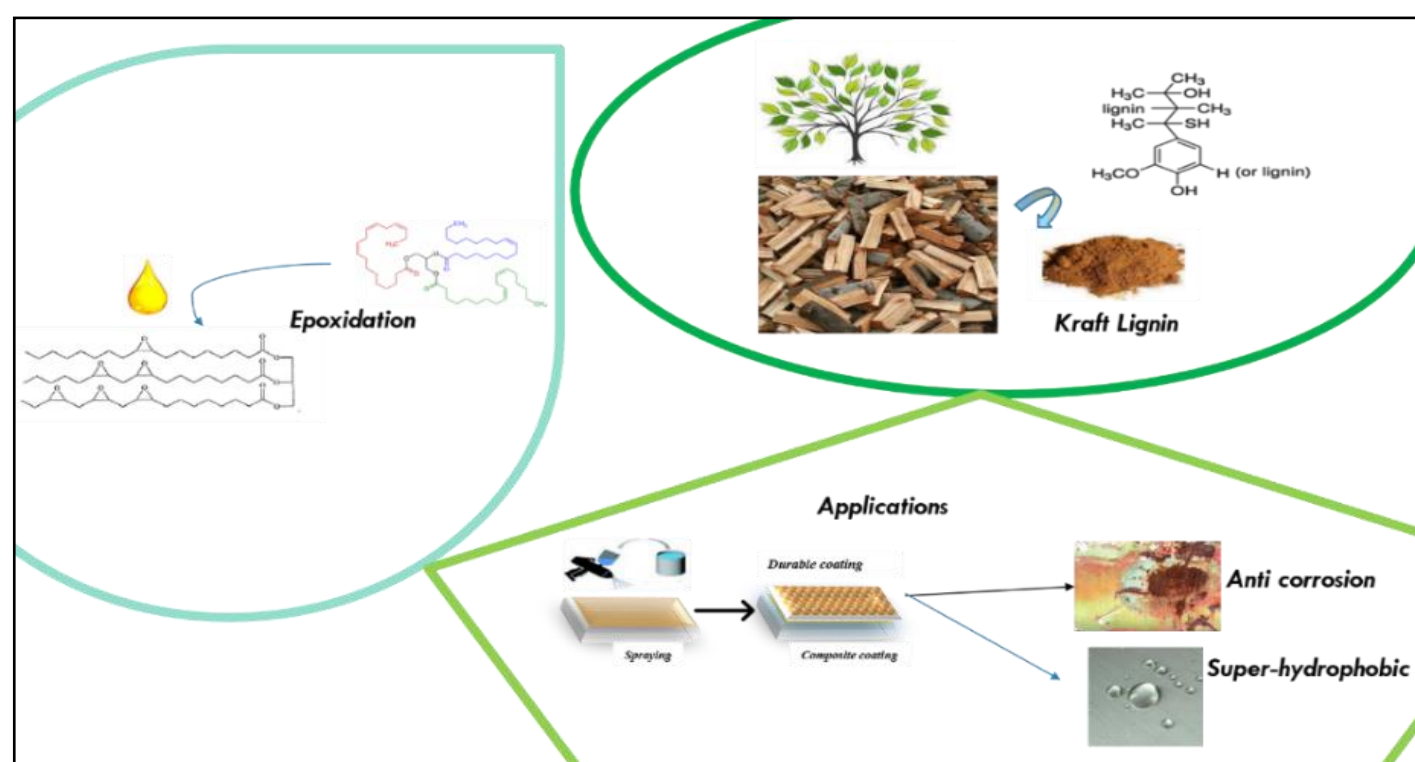 Epoxidation
CH₃
H₃C
OH
lignin
CH₃
H₃C
SH
H₃CO
H (or lignin)
OH
Kraft Lignin
Applications
Durable coating
Spraying
Composite coating
Anti corrosion
Super-hydrophobic